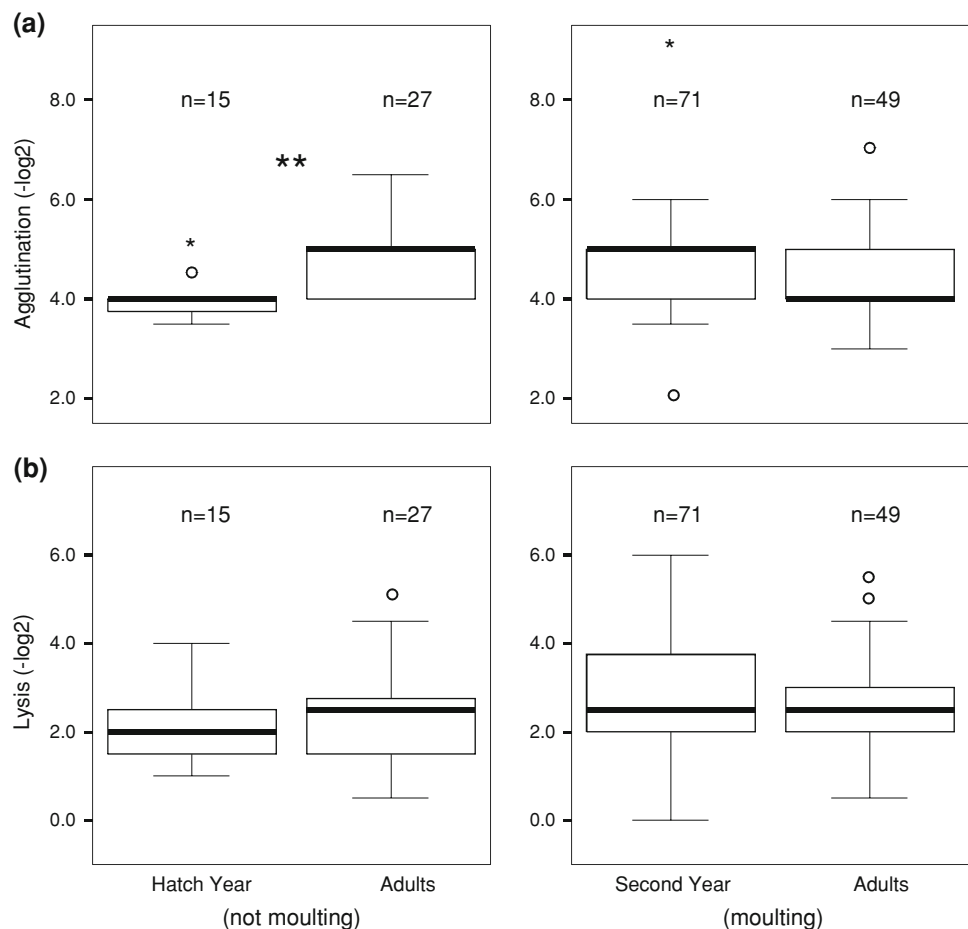 (a)
n=15 n=27 n=71 n=49
8.0 8.0
**
*
*
6.0 6.0
4.0 4.0
2.0 2.0
Agglutination (-log2)
(b)
n=15 n=27 n=71 n=49
6.0 6.0
4.0 4.0
2.0 2.0
0.0 0.0
Lysis (-log2)
Hatch Year Adults Second Year Adults
(not moulting) (moulting)